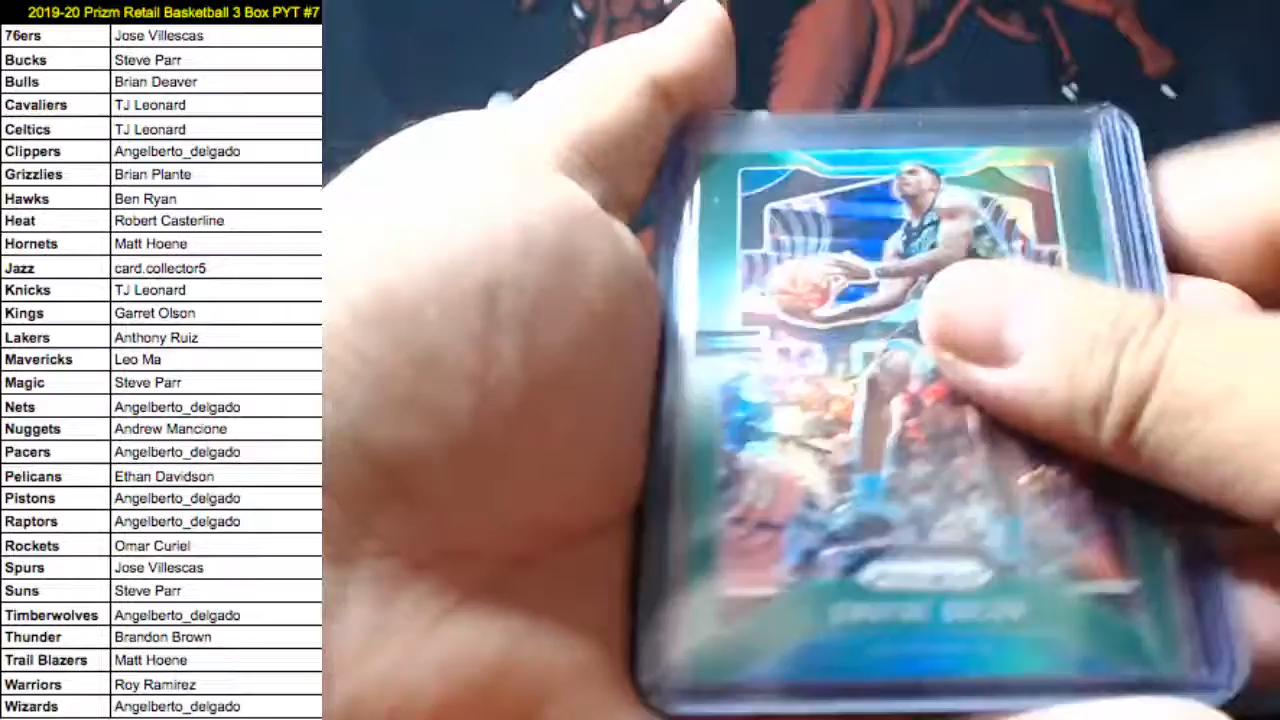 2019-20 Prizm Retail Basketball 3 Box PYT #7
76ers Jose Villescas
Bucks Steve Parr
Bulls Brian Deaver
Cavaliers TJ Leonard
Celtics TJ Leonard
Clippers Angelberto_delgado
Grizzlies Brian Plante
Hawks Ben Ryan
Heat Robert Casterline
Hornets Matt Hoene
Jazz card.collector5
Knicks TJ Leonard
Kings Garret Olson
Lakers Anthony Ruiz
Mavericks Leo Ma
Magic Steve Parr
Nets Angelberto_delgado
Nuggets Andrew Mancione
Pacers Angelberto_delgado
Pelicans Ethan Davidson
Pistons Angelberto_delgado
Raptors Angelberto_delgado
Rockets Omar Curiel
Spurs Jose Villescas
Suns Steve Parr
Timberwolves Angelberto_delgado
Thunder Brandon Brown
Trail Blazers Matt Hoene
Warriors Roy Ramirez
Wizards Angelberto_delgado